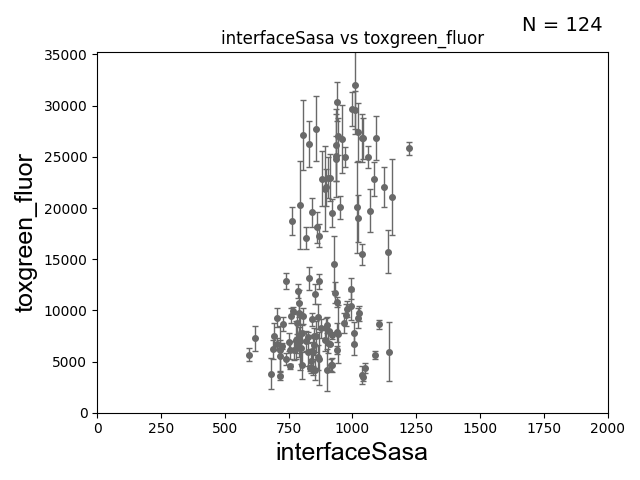 N = 124
interfaceSasa vs toxgreen_fluor
35000
30000
25000
20000
15000
10000
5000
0
toxgreen_fluor
0 250 500 750 1000 1250 1500 1750 2000
interfaceSasa